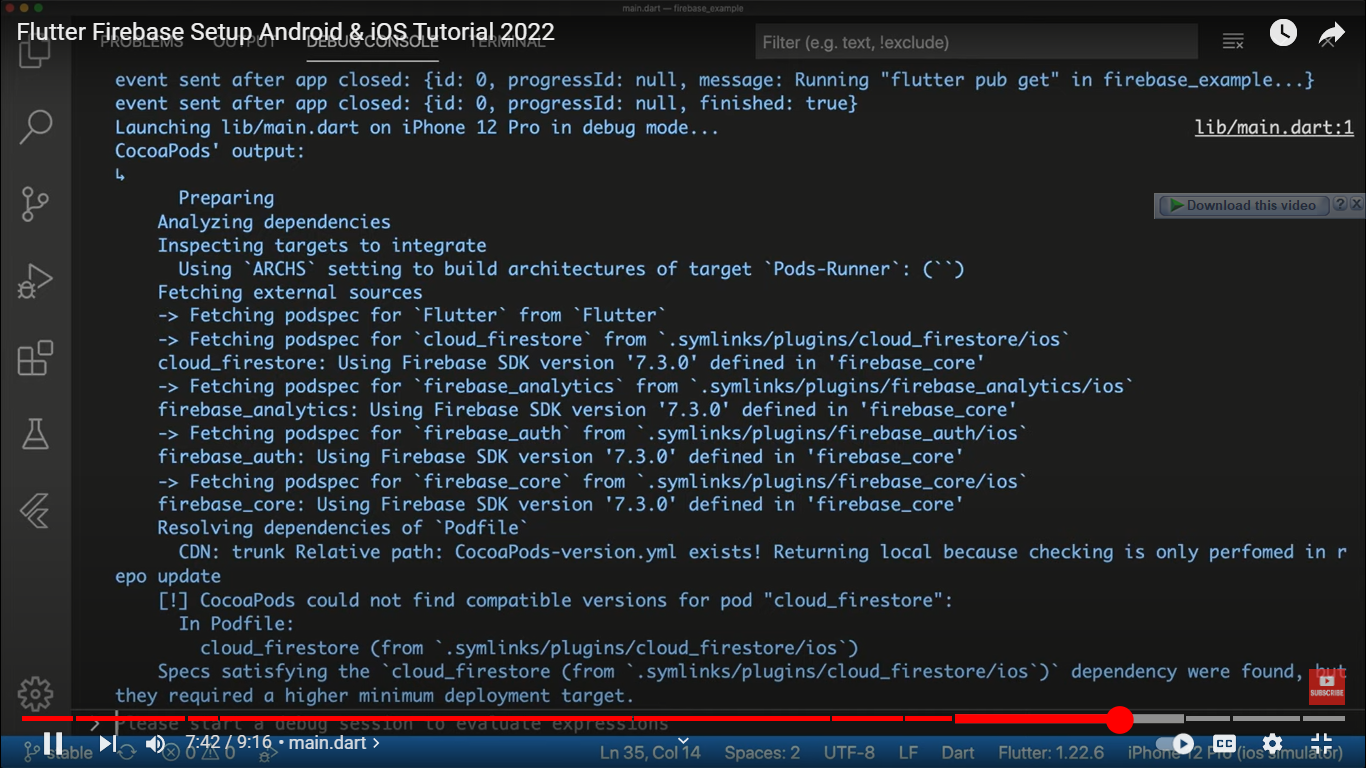 main.dart — firebase_example
Flutter Firebase Setup Android & iOS Tutorial 2022
PROBLEMS OUTPUT DEBUG CONSOLE TERMINAL
Filter (e.g. text, !exclude)
event sent after app closed: {id: 0, progressId: null, message: Running "flutter pub get" in firebase_example...}
event sent after app closed: {id: 0, progressId: null, finished: true}
Launching lib/main.dart on iPhone 12 Pro in debug mode...
lib/main.dart:1
CocoaPods' output:
↳
Preparing
Download this video ?
Analyzing dependencies
Inspecting targets to integrate
Using `ARCHS` setting to build architectures of target `Pods-Runner`: (``)
Fetching external sources
-> Fetching podspec for `Flutter` from `Flutter`
-> Fetching podspec for `cloud_firestore` from `.symlinks/plugins/cloud_firestore/ios`
cloud_firestore: Using Firebase SDK version '7.3.0' defined in 'firebase_core'
-> Fetching podspec for `firebase_analytics` from `.symlinks/plugins/firebase_analytics/ios`
firebase_analytics: Using Firebase SDK version '7.3.0' defined in 'firebase_core'
-> Fetching podspec for `firebase_auth` from `.symlinks/plugins/firebase_auth/ios`
firebase_auth: Using Firebase SDK version '7.3.0' defined in 'firebase_core'
-> Fetching podspec for `firebase_core` from `.symlinks/plugins/firebase_core/ios`
firebase_core: Using Firebase SDK version '7.3.0' defined in 'firebase_core'
Resolving dependencies of `Podfile`
CDN: trunk Relative path: CocoaPods-version.yml exists! Returning local because checking is only perfomed in r
epo update
[!] CocoaPods could not find compatible versions for pod "cloud_firestore":
In Podfile:
cloud_firestore (from `.symlinks/plugins/cloud_firestore/ios`)
Specs satisfying the `cloud_firestore (from `.symlinks/plugins/cloud_firestore/ios`)` dependency were found, but
they required a higher minimum deployment target.
SUBSCRIBE
> Please start a debug session to evaluate expressions
7:42 / 9:16 • main.dart >
CC
stable 0 0 Ln 35, Col 14 Spaces: 2 UTF-8 LF Dart Flutter: 1.22.6 iPhone 12 Pro (ios simulator)